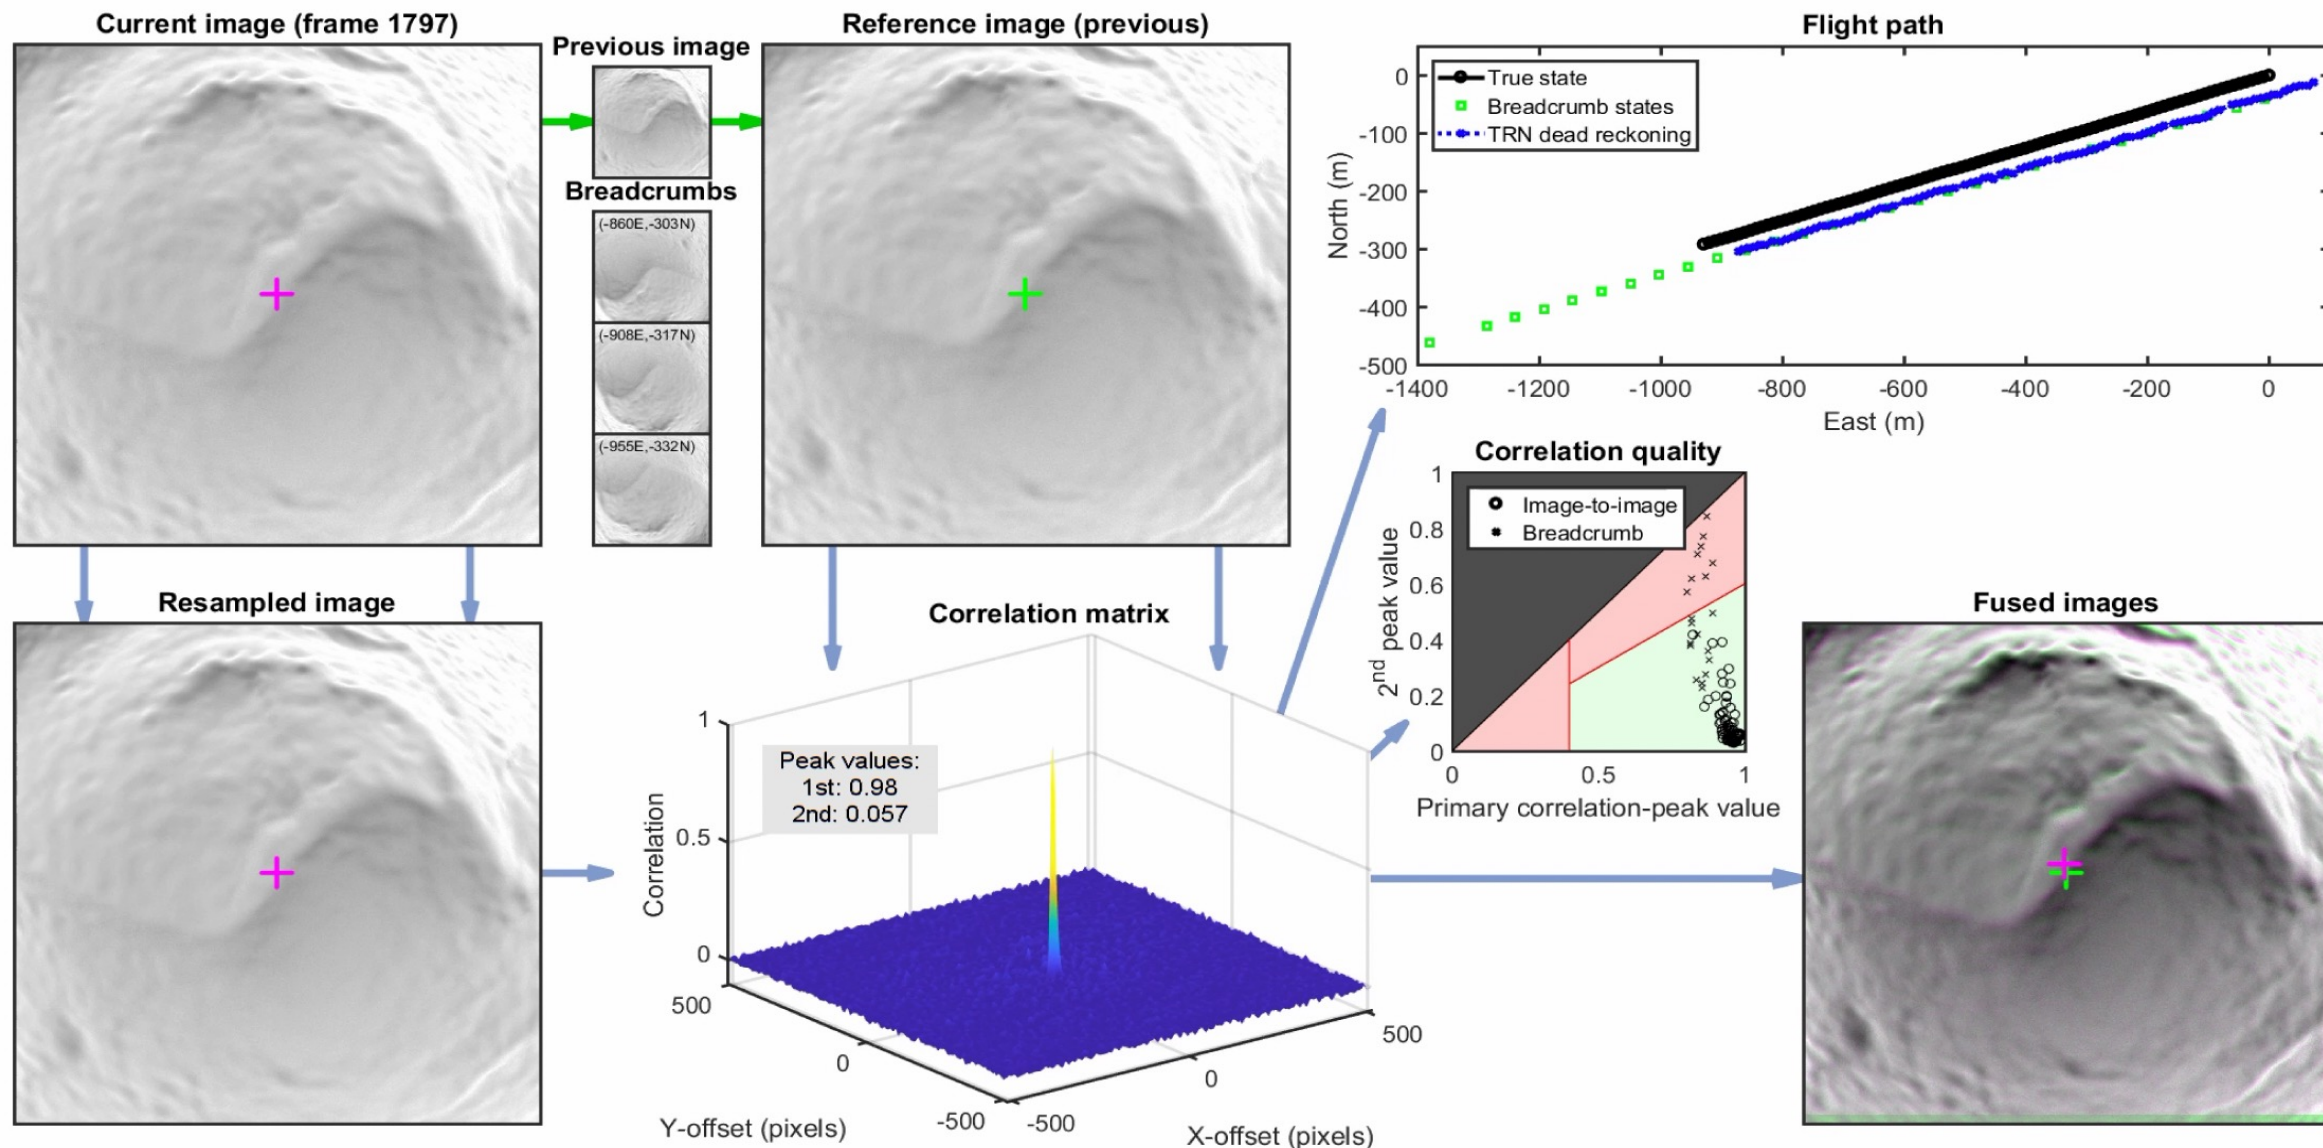 Current image (frame 1797)
Previous image
Reference image (previous)
Breadcrumbs
(-860E,-303N)
(-908E,-317N)
(-955E,-332N)
Flight path
True state
Breadcrumb states
TRN dead reckoning
North (m)
0
-100
-200
-300
-400
-500
-1400
-1200
-1000
-800
-600
-400
-200
0
East (m)
Correlation quality
Image-to-image
Breadcrumb
2nd peak value
1
0.8
0.6
0.4
0.2
0
0
0.5
1
Primary correlation-peak value
Resampled image
Correlation matrix
Peak values:
1st: 0.98
2nd: 0.057
Correlation
1
0.5
0
500
0
-500
Y-offset (pixels)
-500
0
500
X-offset (pixels)
Fused images